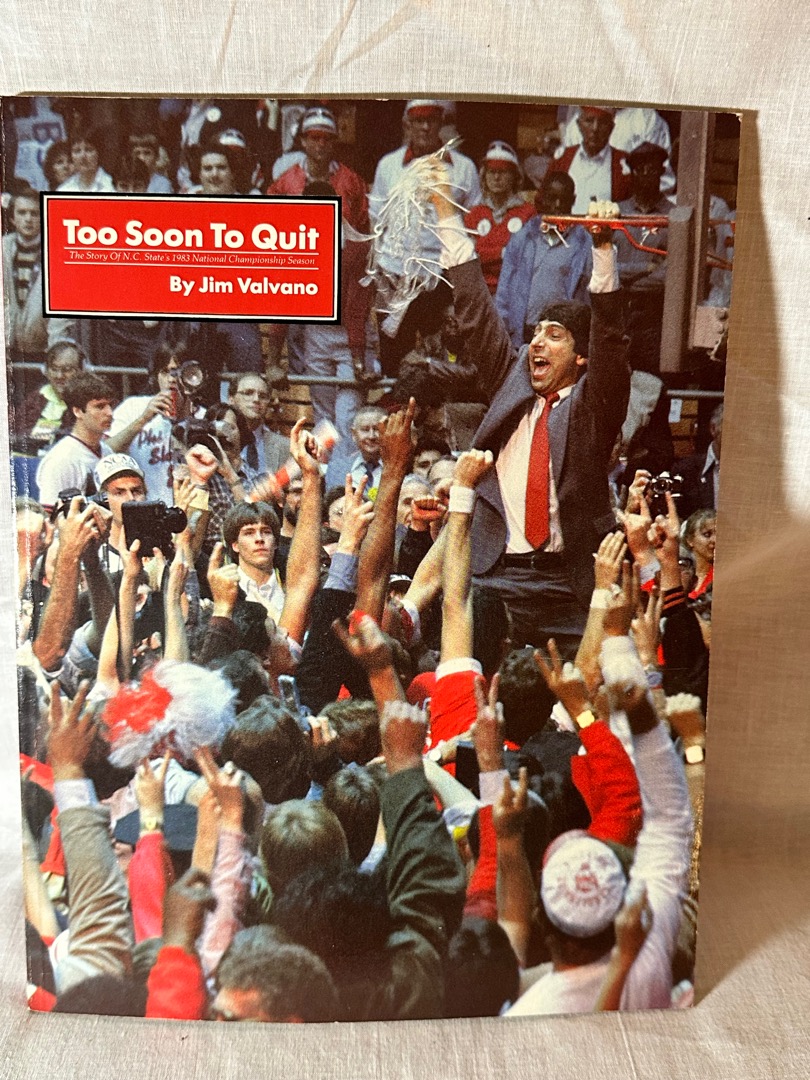 Too Soon To Quit
The Story Of N.C. State's 1983 National Championship Season
By Jim Valvano